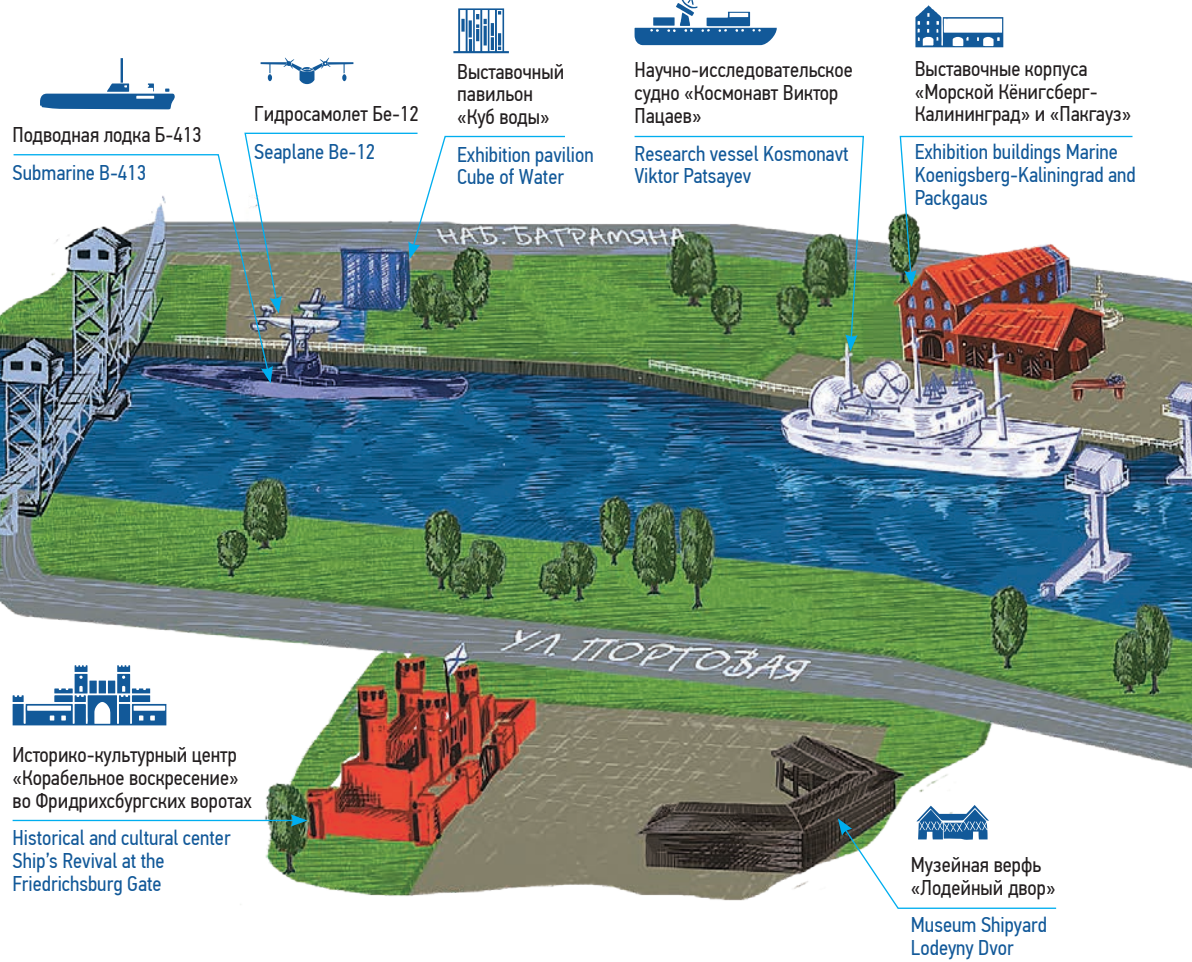 Подводная лодка Б-413
Submarine B-413
Гидросамолет Бе-12
Seaplane Be-12
Выставочный
павильон
«Куб воды»
Exhibition pavilion
Cube of Water
Научно-исследовательское
судно «Космонавт Виктор
Пацаев»
Research vessel Kosmonavt
Viktor Patsayev
Выставочные корпуса
«Морской Кёнигсберг-
Калининград» и «Пакгауз»
Exhibition buildings Marine
Koenigsberg-Kaliningrad and
Packgaus
НАБ. БАГРАМЯНА
УЛ. ПОРТОВАЯ
Историко-культурный центр
«Корабельное воскресение»
во Фридрихсбургских воротах
Historical and cultural center
Ship's Revival at the
Friedrichsburg Gate
Музейная верфь
«Лодейный двор»
Museum Shipyard
Lodeyny Dvor